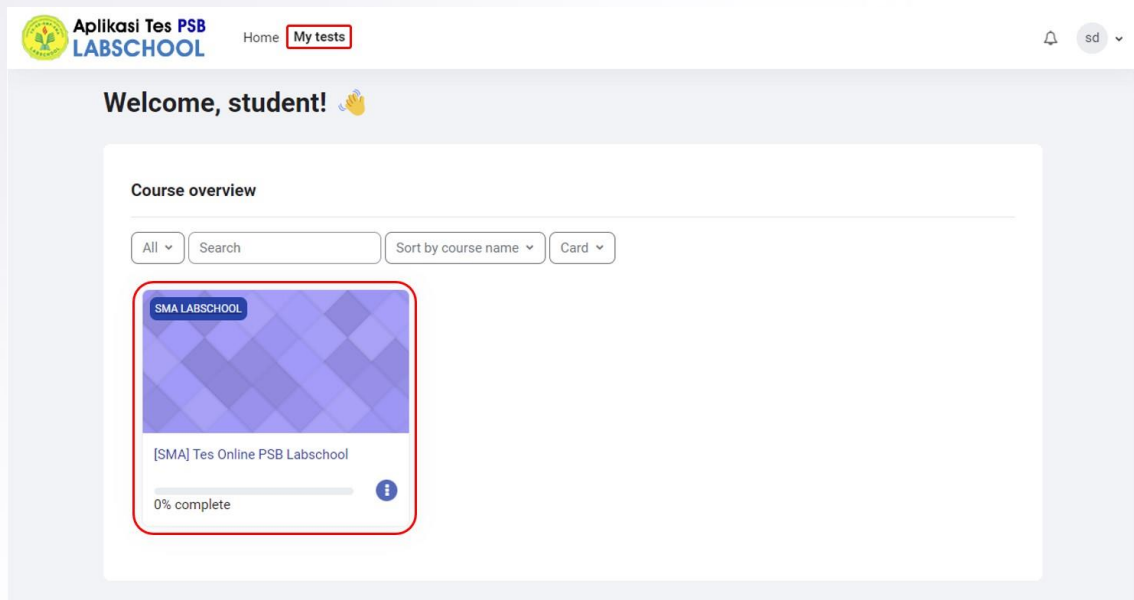 Aplikasi Tes PSB
LABSCHOOL
Home My tests
sd
Welcome, student!
Course overview
All Search Sort by course name Card
SMA LABSCHOOL
[SMA] Tes Online PSB Labschool
0% complete